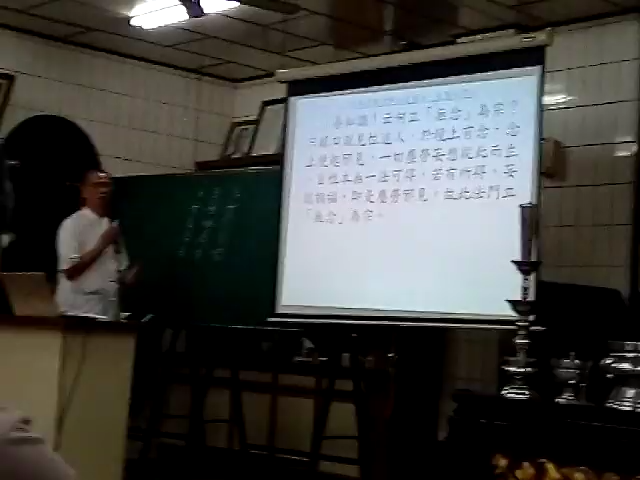 善知識！云何立「無念」為宗？
只緣口說見性迷人，於境上有念，念
上便起邪見，一切塵勞妄想從此而生
。自性本無一法可得，若有所得，妄
說禍福，即是塵勞邪見，故此法門立
「無念」為宗。